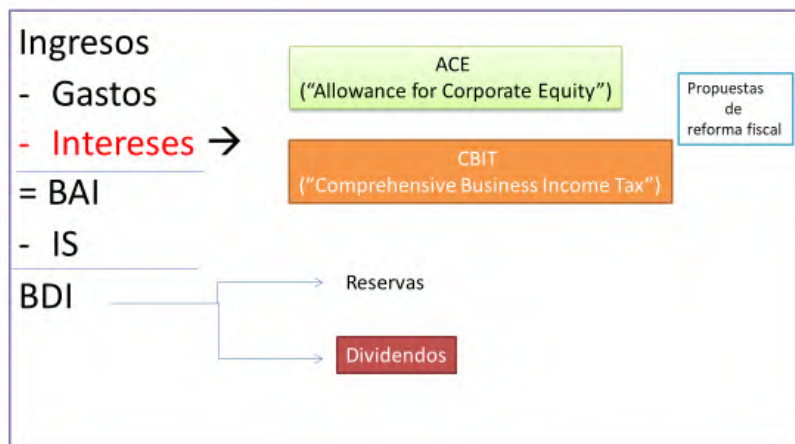 Ingresos
- Gastos
- Intereses →
= BAI
- IS
BDI
ACE
("Allowance for Corporate Equity")
CBIT
("Comprehensive Business Income Tax")
Propuestas
de
reforma fiscal
Reservas
Dividendos